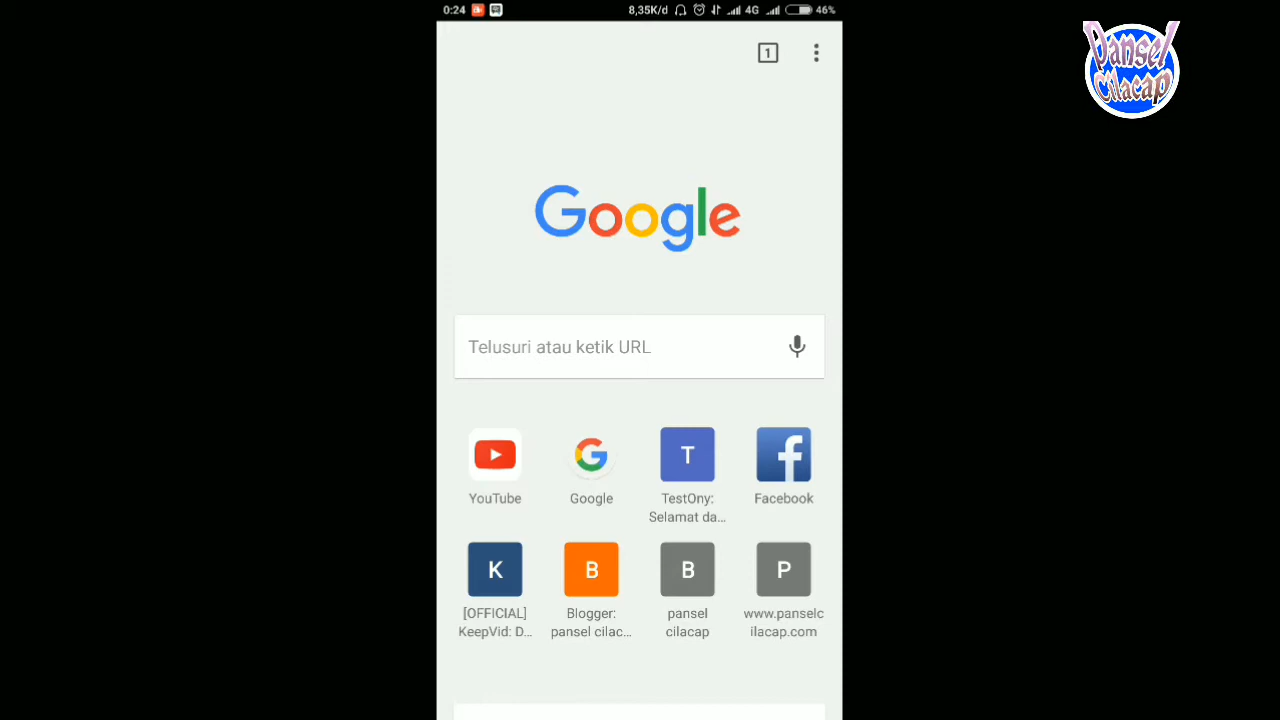 0:24 8,35K/d 4G 46%
Pansel
Cilacap
1
Google
Telusuri atau ketik URL
T
YouTube Google TestOny: Facebook
Selamat da...
K B B P
[OFFICIAL] Blogger: pansel www.panselc
KeepVid: D... pansel cilac... cilacap ilacap.com